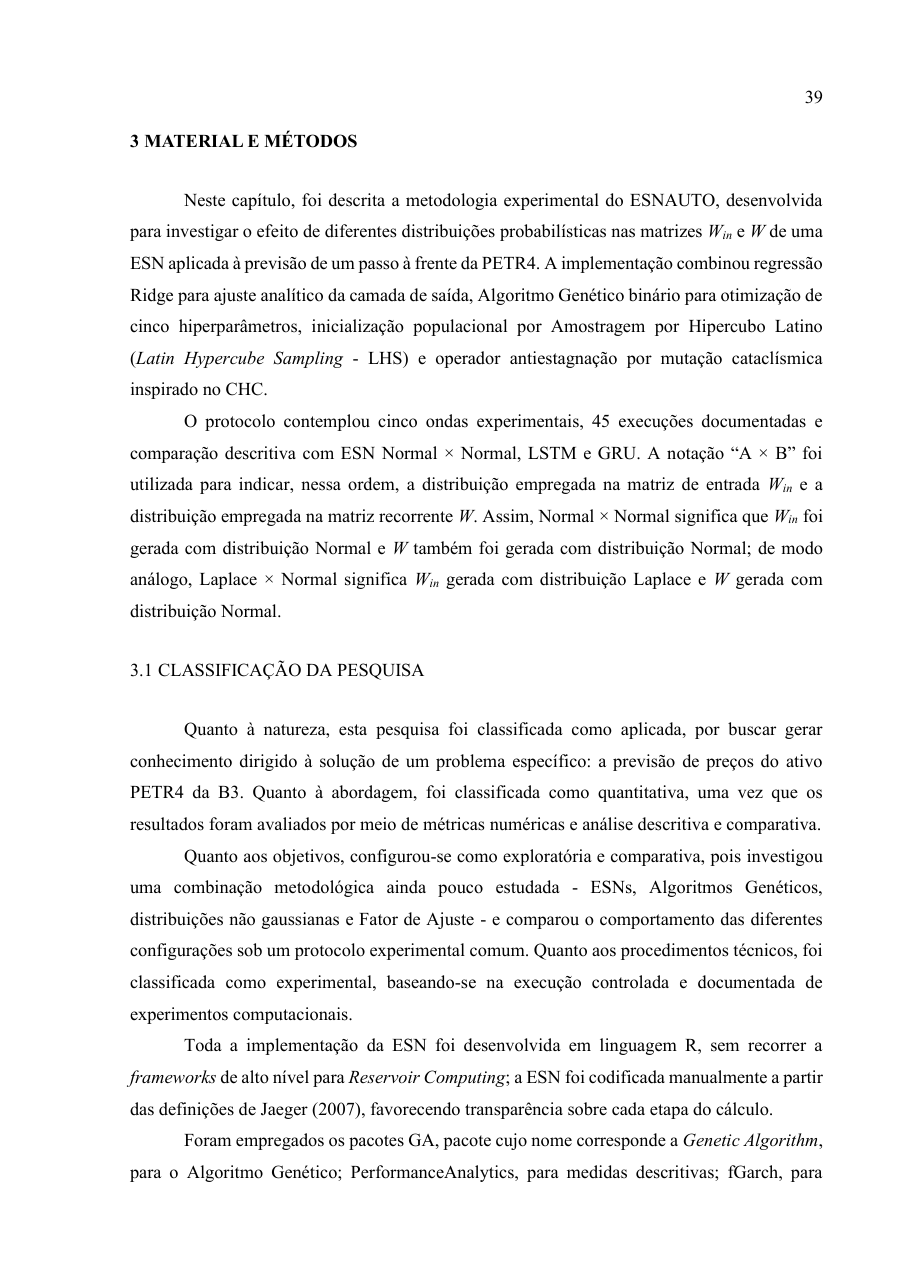 39
3 MATERIAL E MÉTODOS
Neste capítulo, foi descrita a metodologia experimental do ESNAUTO, desenvolvida
para investigar o efeito de diferentes distribuições probabilísticas nas matrizes Win e W de uma
ESN aplicada à previsão de um passo à frente da PETR4. A implementação combinou regressão
Ridge para ajuste analítico da camada de saída, Algoritmo Genético binário para otimização de
cinco hiperparâmetros, inicialização populacional por Amostragem por Hipercubo Latino
(Latin Hypercube Sampling - LHS) e operador antiestagnação por mutação cataclísmica
inspirado no CHC.
O protocolo contemplou cinco ondas experimentais, 45 execuções documentadas e
comparação descritiva com ESN Normal × Normal, LSTM e GRU. A notação “A × B” foi
utilizada para indicar, nessa ordem, a distribuição empregada na matriz de entrada Win e a
distribuição empregada na matriz recorrente W. Assim, Normal × Normal significa que Win foi
gerada com distribuição Normal e W também foi gerada com distribuição Normal; de modo
análogo, Laplace × Normal significa Win gerada com distribuição Laplace e W gerada com
distribuição Normal.
3.1 CLASSIFICAÇÃO DA PESQUISA
Quanto à natureza, esta pesquisa foi classificada como aplicada, por buscar gerar
conhecimento dirigido à solução de um problema específico: a previsão de preços do ativo
PETR4 da B3. Quanto à abordagem, foi classificada como quantitativa, uma vez que os
resultados foram avaliados por meio de métricas numéricas e análise descritiva e comparativa.
Quanto aos objetivos, configurou-se como exploratória e comparativa, pois investigou
uma combinação metodológica ainda pouco estudada - ESNs, Algoritmos Genéticos,
distribuições não gaussianas e Fator de Ajuste - e comparou o comportamento das diferentes
configurações sob um protocolo experimental comum. Quanto aos procedimentos técnicos, foi
classificada como experimental, baseando-se na execução controlada e documentada de
experimentos computacionais.
Toda a implementação da ESN foi desenvolvida em linguagem R, sem recorrer a
frameworks de alto nível para Reservoir Computing; a ESN foi codificada manualmente a partir
das definições de Jaeger (2007), favorecendo transparência sobre cada etapa do cálculo.
Foram empregados os pacotes GA, pacote cujo nome corresponde a Genetic Algorithm,
para o Algoritmo Genético; PerformanceAnalytics, para medidas descritivas; fGarch, para